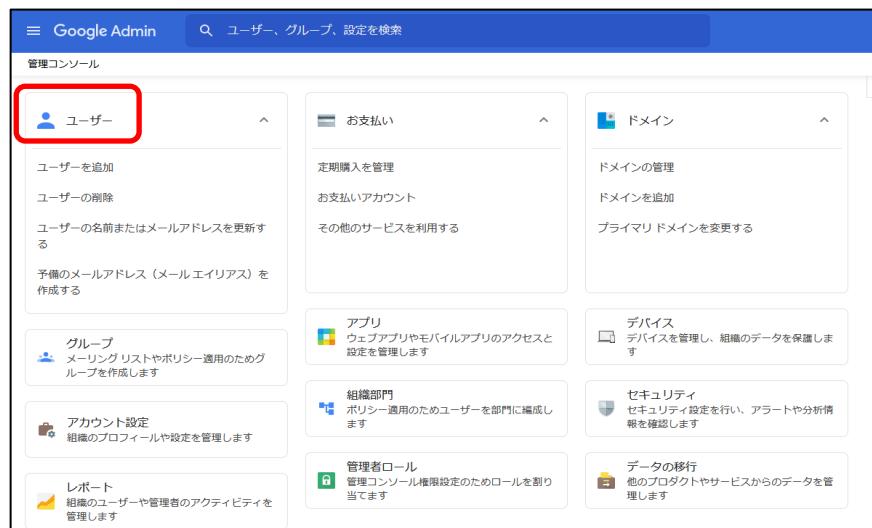 Google Admin
ユーザー、グループ、設定を検索
管理コンソール
ユーザー
ユーザーを追加
ユーザーの削除
ユーザーの名前またはメールアドレスを更新す
る
予備のメールアドレス（メール エイリアス）を
作成する
お支払い
定期購入を管理
お支払いアカウント
その他のサービスを利用する
ドメイン
ドメインの管理
ドメインを追加
プライマリ ドメインを変更する
グループ
メーリング リストやポリシー適用のためグ
ループを作成します
アプリ
ウェブアプリやモバイルアプリのアクセスと
設定を管理します
デバイス
デバイスを管理し、組織のデータを保護しま
す
アカウント設定
組織のプロフィールや設定を管理します
組織部門
ポリシー適用のためユーザーを部門に編成し
ます
セキュリティ
セキュリティ設定を行い、アラートや分析情
報を確認します
レポート
組織のユーザーや管理者のアクティビティを
管理します
管理者ロール
管理コンソール権限設定のためロールを割り
当てます
データの移行
他のプロダクトやサービスからのデータを管
理します